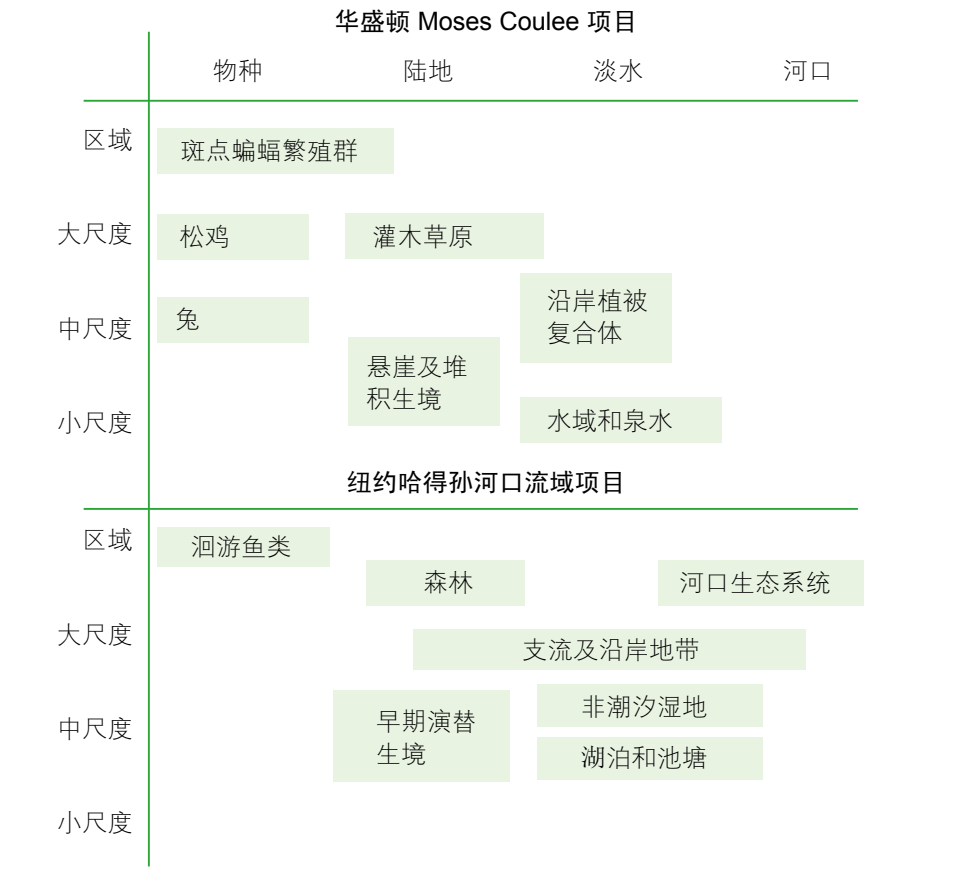 华盛顿 Moses Coulee 项目
物种 陆地 淡水 河口
区域
斑点蝙蝠繁殖群
大尺度
松鸡
灌木草原
中尺度
兔
沿岸植被
复合体
悬崖及堆
积生境
小尺度
水域和泉水
纽约哈得孙河口流域项目
区域
洄游鱼类
森林
河口生态系统
大尺度
支流及沿岸地带
中尺度
早期演替
生境
非潮汐湿地
湖泊和池塘
小尺度